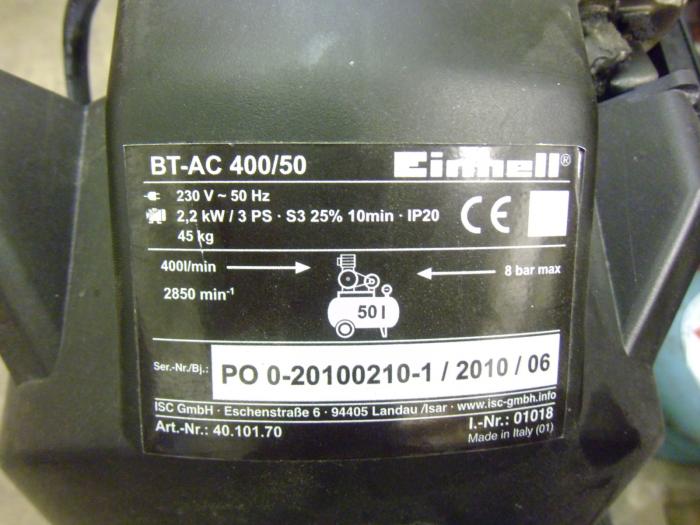 BT-AC 400/50 Einhell®
230 V ~ 50 Hz
2,2 kW / 3 PS · S3 25% 10min · IP20 CE
45 kg
400l/min 8 bar max
2850 min⁻¹
50 l
Ser.-Nr./Bj.: PO 0-20100210-1 / 2010 / 06
ISC GmbH · Eschenstraße 6 · 94405 Landau /Isar · www.isc-gmbh.info
Art.-Nr.: 40.101.70 I.-Nr.: 01018
Made in Italy (01)